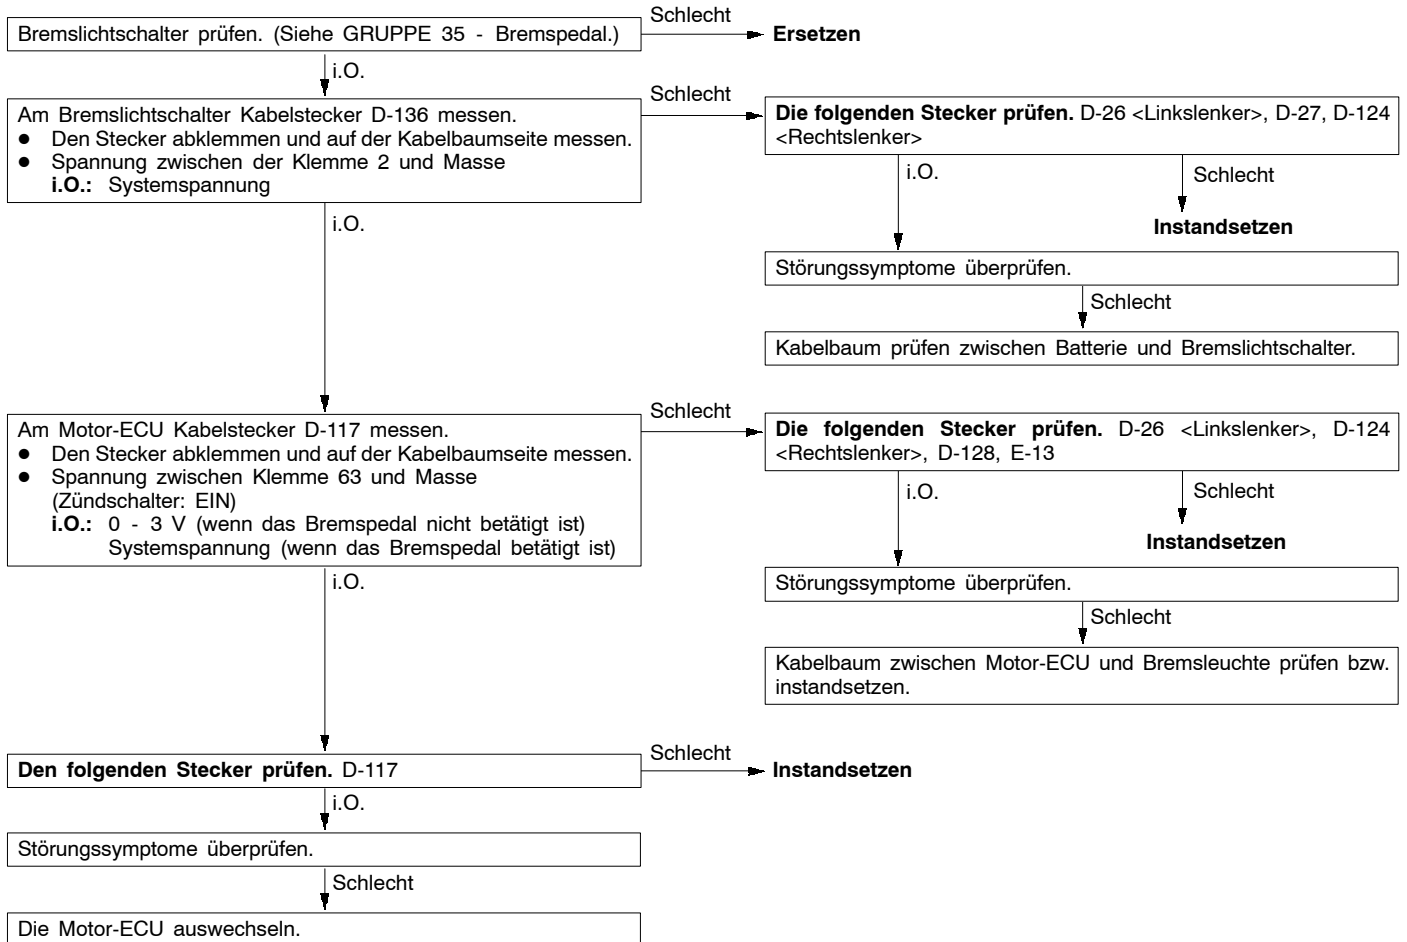 Bremslichtschalter prüfen. (Siehe GRUPPE 35 - Bremspedal.)
Schlecht
Ersetzen
i.O.
Am Bremslichtschalter Kabelstecker D-136 messen.
● Den Stecker abklemmen und auf der Kabelbaumseite messen.
● Spannung zwischen der Klemme 2 und Masse
i.O.: Systemspannung
Schlecht
Die folgenden Stecker prüfen. D-26 <Linkslenker>, D-27, D-124
<Rechtslenker>
i.O.
Schlecht
Instandsetzen
Störungssymptome überprüfen.
Schlecht
Kabelbaum prüfen zwischen Batterie und Bremslichtschalter.
i.O.
Am Motor-ECU Kabelstecker D-117 messen.
● Den Stecker abklemmen und auf der Kabelbaumseite messen.
● Spannung zwischen Klemme 63 und Masse
(Zündschalter: EIN)
i.O.: 0 - 3 V (wenn das Bremspedal nicht betätigt ist)
Systemspannung (wenn das Bremspedal betätigt ist)
Schlecht
Die folgenden Stecker prüfen. D-26 <Linkslenker>, D-124
<Rechtslenker>, D-128, E-13
i.O.
Schlecht
Instandsetzen
Störungssymptome überprüfen.
Schlecht
Kabelbaum zwischen Motor-ECU und Bremsleuchte prüfen bzw.
instandsetzen.
i.O.
Den folgenden Stecker prüfen. D-117
Schlecht
Instandsetzen
i.O.
Störungssymptome überprüfen.
Schlecht
Die Motor-ECU auswechseln.